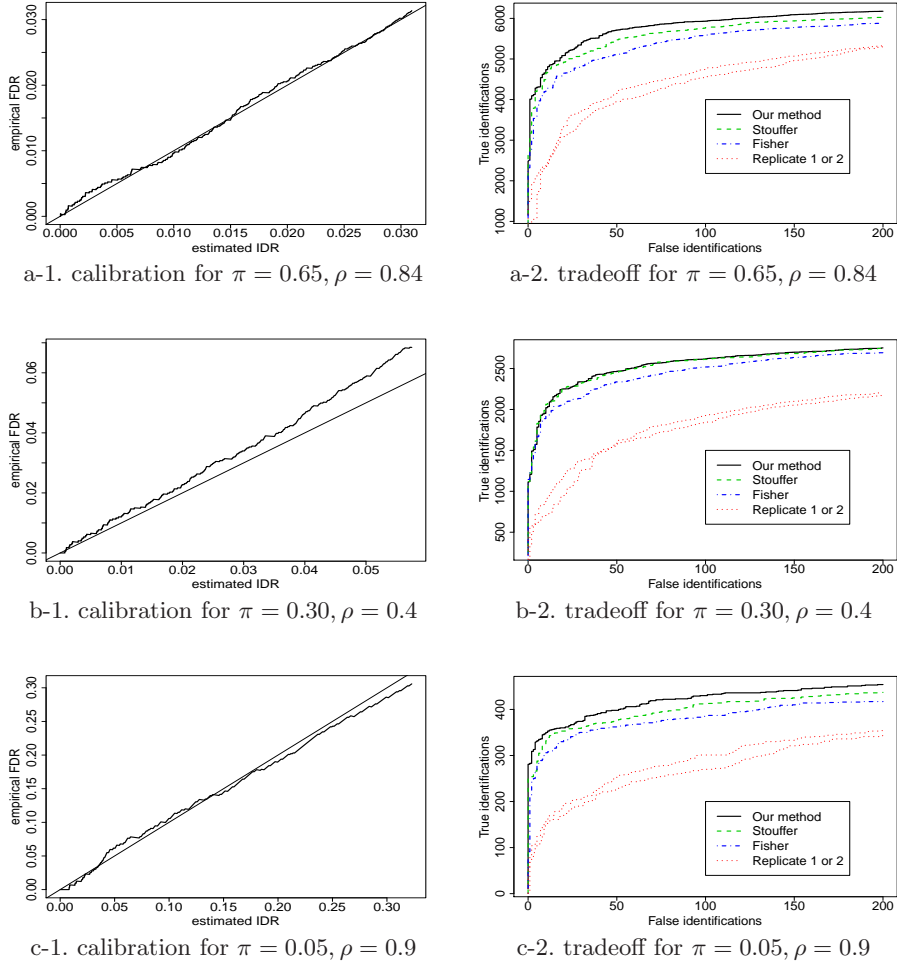 empirical FDR
0.000 0.010 0.020 0.030
0.000 0.005 0.010 0.015 0.020 0.025 0.030
estimated IDR
a-1. calibration for π = 0.65, ρ = 0.84
True identifications
1000 2000 3000 4000 5000 6000
Our method
Stouffer
Fisher
Replicate 1 or 2
0 50 100 150 200
False identifications
a-2. tradeoff for π = 0.65, ρ = 0.84
empirical FDR
0.00 0.02 0.04 0.06
0.00 0.01 0.02 0.03 0.04 0.05
estimated IDR
b-1. calibration for π = 0.30, ρ = 0.4
True identifications
500 1000 1500 2000 2500
Our method
Stouffer
Fisher
Replicate 1 or 2
0 50 100 150 200
False identifications
b-2. tradeoff for π = 0.30, ρ = 0.4
empirical FDR
0.00 0.05 0.10 0.15 0.20 0.25 0.30
0.00 0.05 0.10 0.15 0.20 0.25 0.30
estimated IDR
c-1. calibration for π = 0.05, ρ = 0.9
True identifications
0 100 200 300 400
Our method
Stouffer
Fisher
Replicate 1 or 2
0 50 100 150 200
False identifications
c-2. tradeoff for π = 0.05, ρ = 0.9